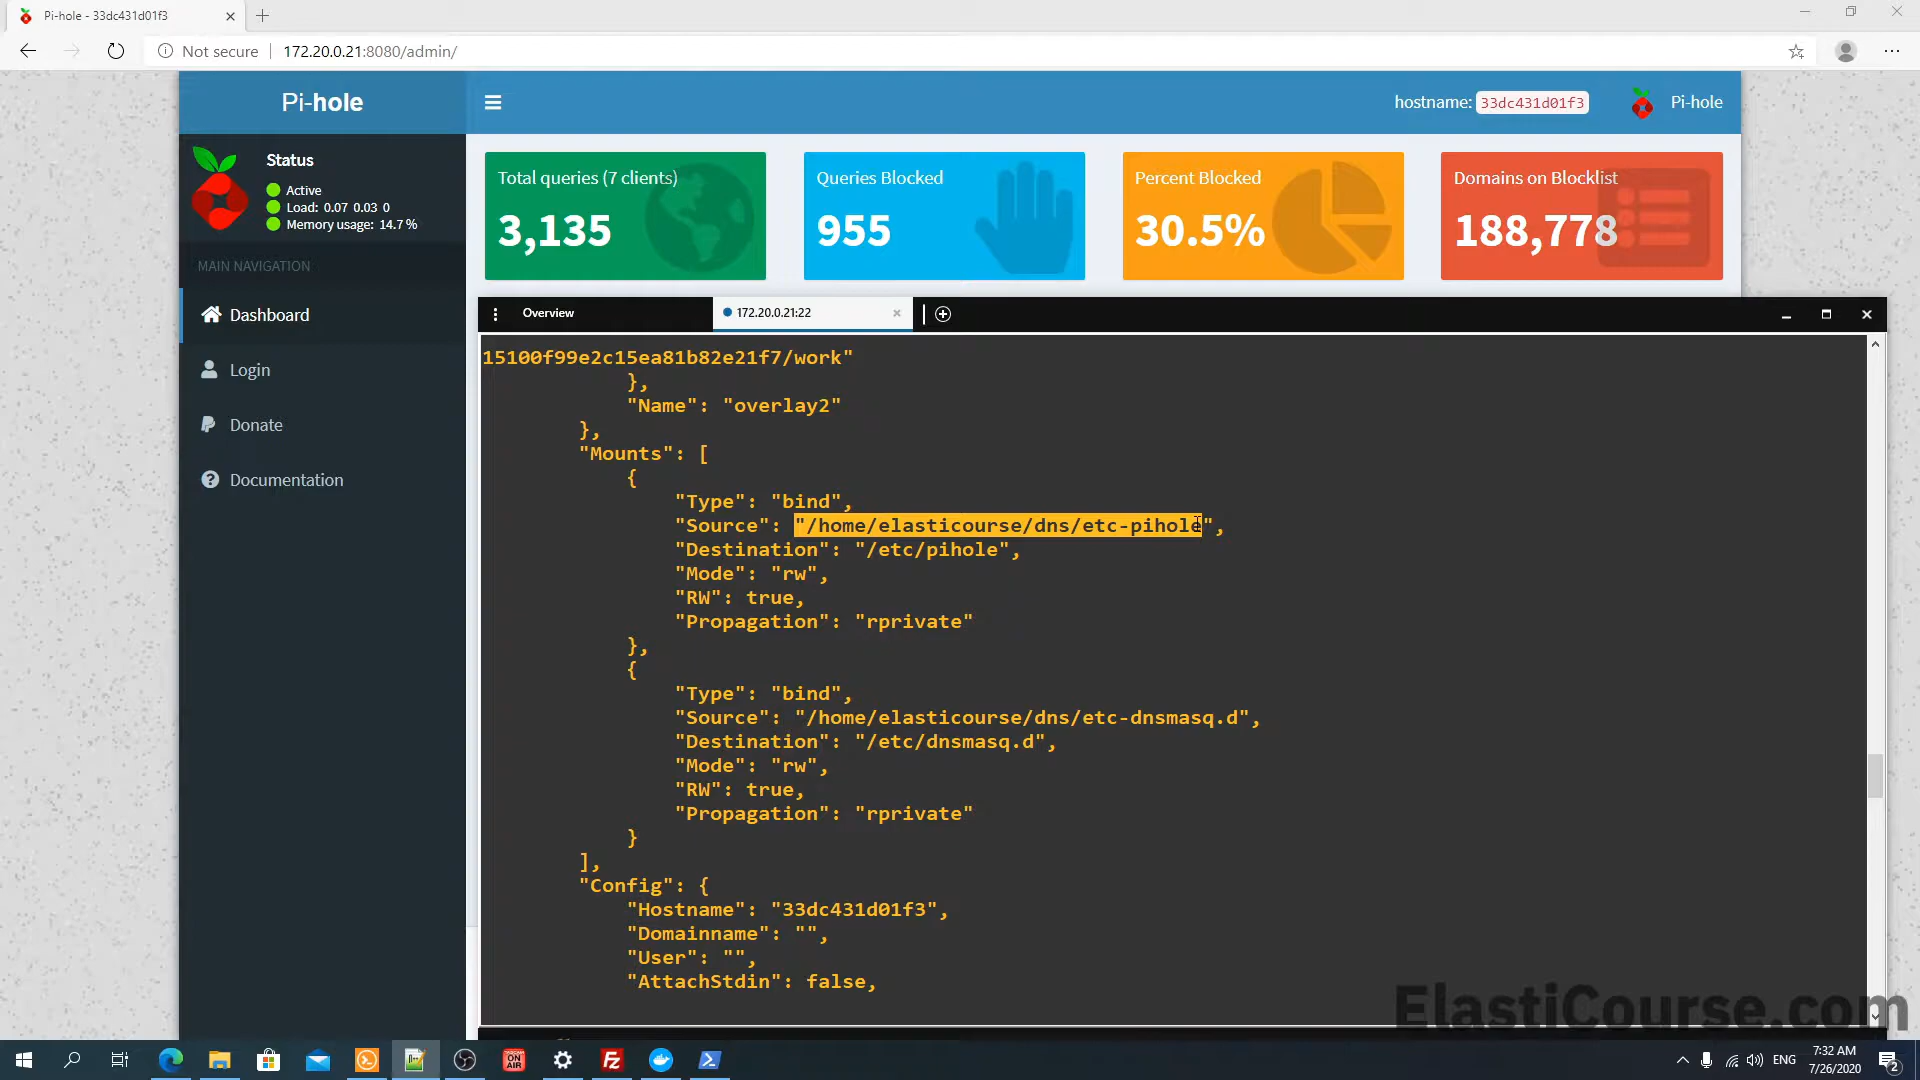 Pi-hole - 33dc431d01f3
Not secure
172.20.0.21:8080/admin/
Pi-hole
hostname: 33dc431d01f3
Pi-hole
Status
Active
Load: 0.07 0.03 0
Memory usage: 14.7 %
MAIN NAVIGATION
Dashboard
Login
Donate
Documentation
Total queries (7 clients)
3,135
Queries Blocked
955
Percent Blocked
30.5%
Domains on Blocklist
188,778
Overview
172.20.0.21:22
15100f99e2c15ea81b82e21f7/work"
},
"Name": "overlay2"
},
"Mounts": [
{
"Type": "bind",
"Source": "/home/elasticourse/dns/etc-pihole",
"Destination": "/etc/pihole",
"Mode": "rw",
"RW": true,
"Propagation": "rprivate"
},
{
"Type": "bind",
"Source": "/home/elasticourse/dns/etc-dnsmasq.d",
"Destination": "/etc/dnsmasq.d",
"Mode": "rw",
"RW": true,
"Propagation": "rprivate"
}
],
"Config": {
"Hostname": "33dc431d01f3",
"Domainname": "",
"User": "",
"AttachStdin": false,
ElastiCourse.com
ON AIR
Fz
ENG
7:32 AM
7/26/2020
2